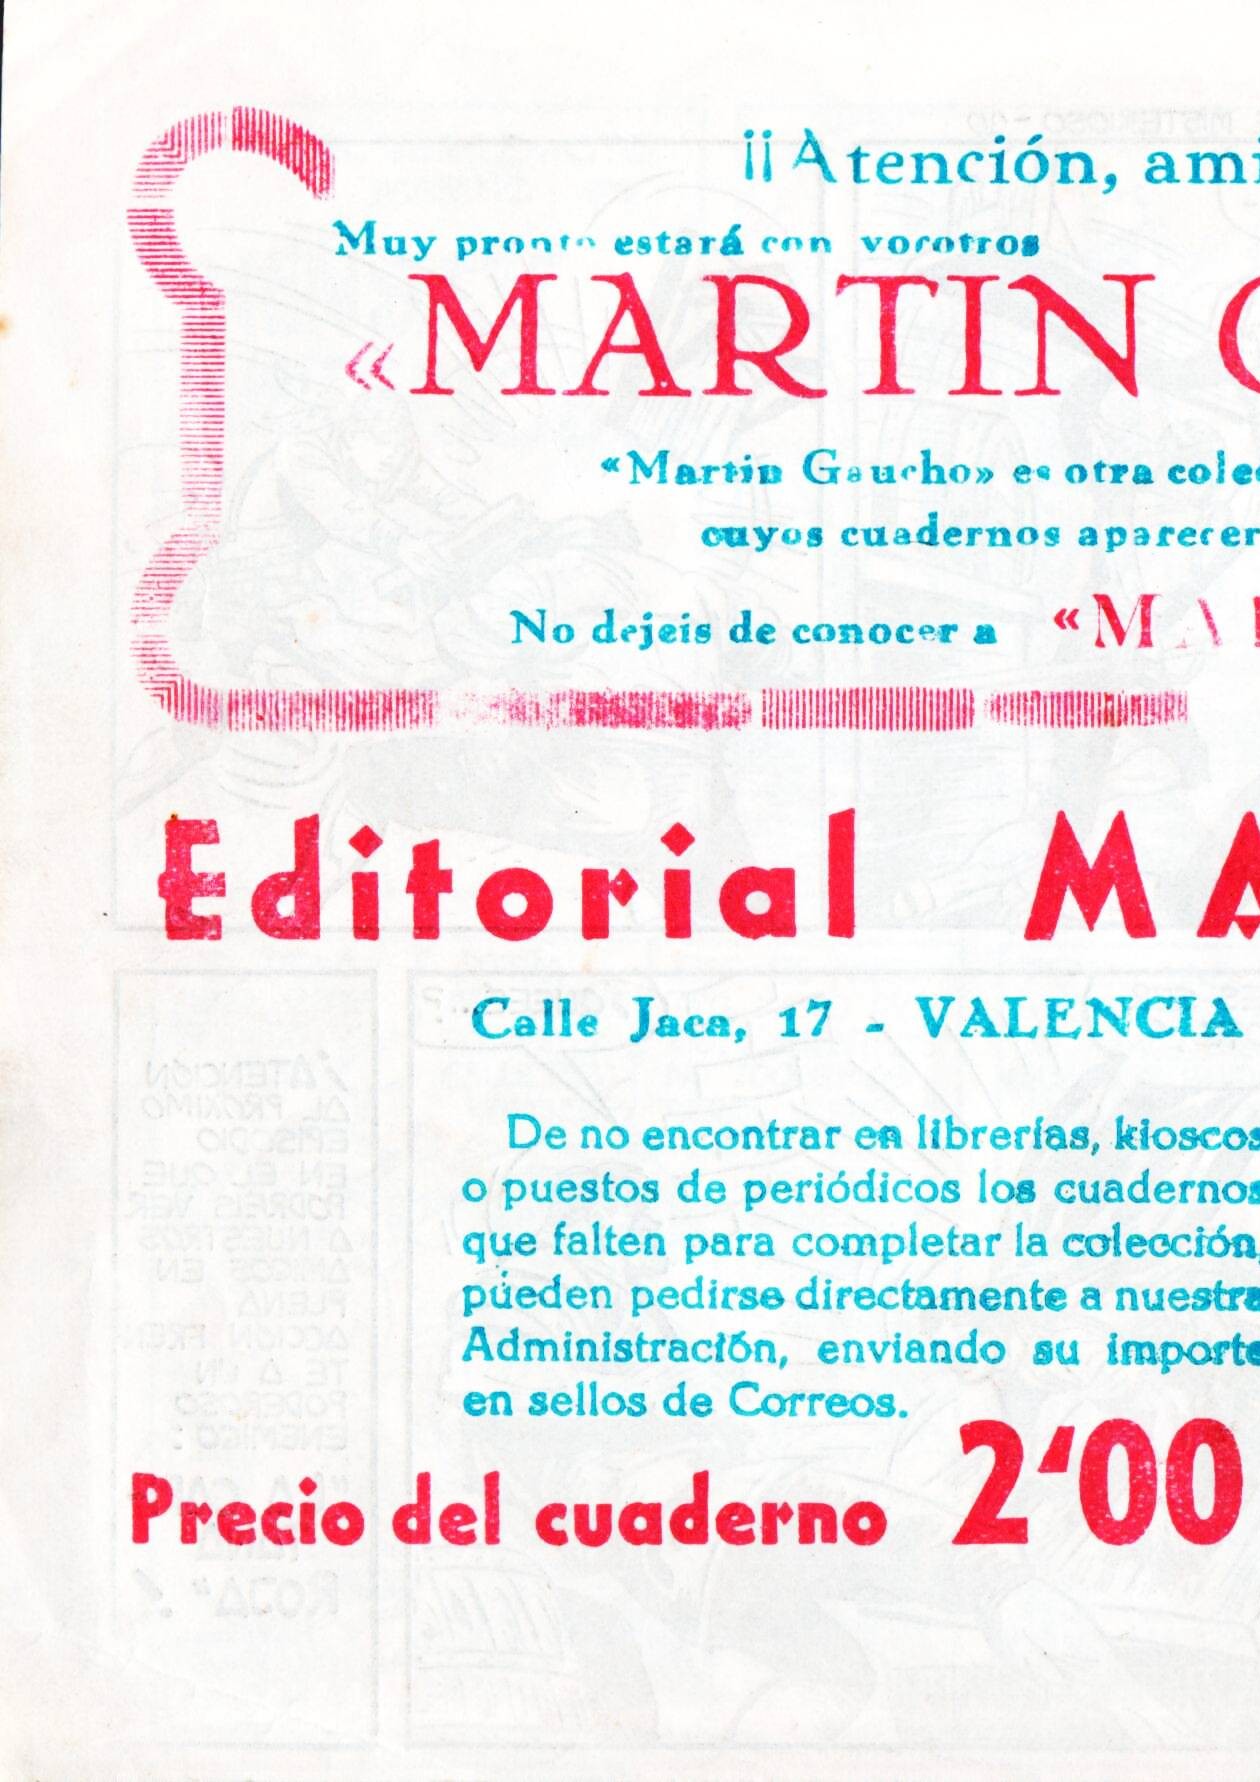 ¡¡Atención, ami
Muy pronto estará con vosotros
«MARTIN G
«Martin Gaucho» es otra colec
cuyos cuadernos aparecer
No dejeis de conocer a «MAR
Editorial MA
Calle Jaca, 17 - VALENCIA
De no encontrar en librerías, kioscos
o puestos de periódicos los cuadernos
que falten para completar la colección,
pueden pedirse directamente a nuestra
Administración, enviando su importe
en sellos de Correos.
Precio del cuaderno 2'00